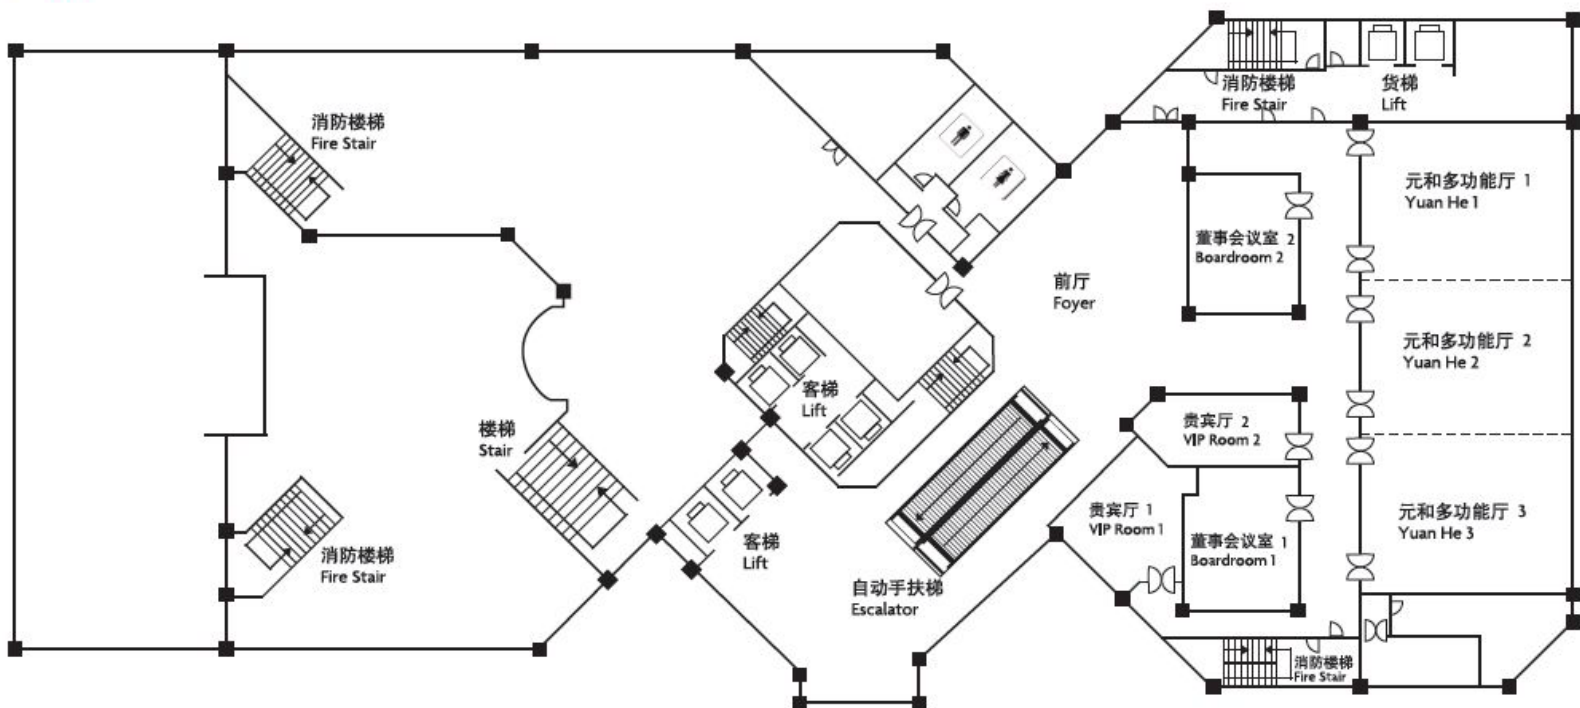 消防楼梯
Fire Stair
消防楼梯
Fire Stair
货梯
Lift
元和多功能厅 1
Yuan He 1
董事会议室 2
Boardroom 2
前厅
Foyer
元和多功能厅 2
Yuan He 2
客梯
Lift
贵宾厅 2
VIP Room 2
楼梯
Stair
贵宾厅 1
VIP Room 1
元和多功能厅 3
Yuan He 3
董事会议室 1
Boardroom 1
客梯
Lift
消防楼梯
Fire Stair
自动手扶梯
Escalator
消防楼梯
Fire Stair